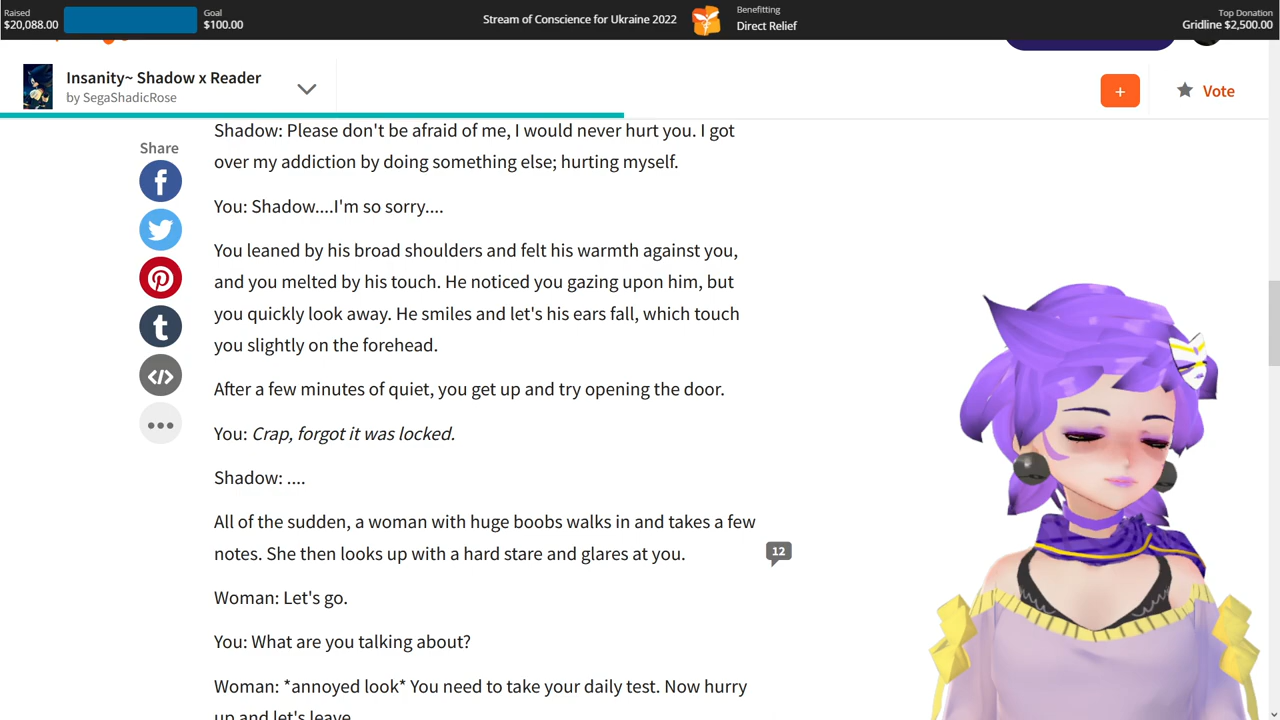 Raised
$20,088.00
Goal
$100.00
Stream of Conscience for Ukraine 2022
Benefitting
Direct Relief
Top Donation
Gridline $2,500.00
Insanity~ Shadow x Reader
by SegaShadicRose
+
Vote
Share
Shadow: Please don't be afraid of me, I would never hurt you. I got
over my addiction by doing something else; hurting myself.
You: Shadow....I'm so sorry....
You leaned by his broad shoulders and felt his warmth against you,
and you melted by his touch. He noticed you gazing upon him, but
you quickly look away. He smiles and let's his ears fall, which touch
you slightly on the forehead.
After a few minutes of quiet, you get up and try opening the door.
You: Crap, forgot it was locked.
Shadow: ....
All of the sudden, a woman with huge boobs walks in and takes a few
notes. She then looks up with a hard stare and glares at you.
12
Woman: Let's go.
You: What are you talking about?
Woman: *annoyed look* You need to take your daily test. Now hurry
up and let's leave